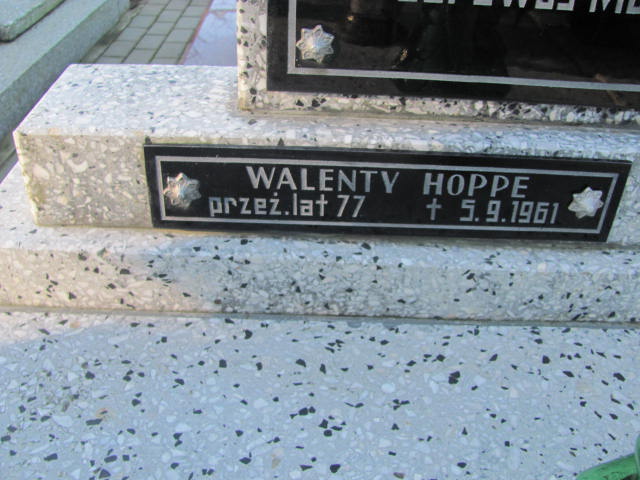 WALENTY HOPPE
przeż.lat 77 ✝ 5.9.1961